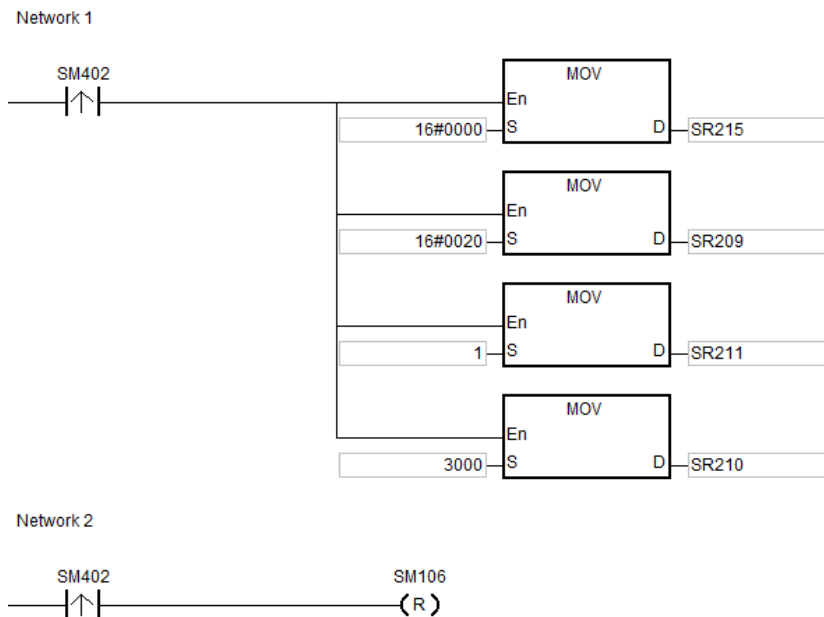 Network 1
SM402
MOV
En
16#0000 S D SR215
MOV
En
16#0020 S D SR209
MOV
En
1 S D SR211
MOV
En
3000 S D SR210
Network 2
SM402 SM106
R